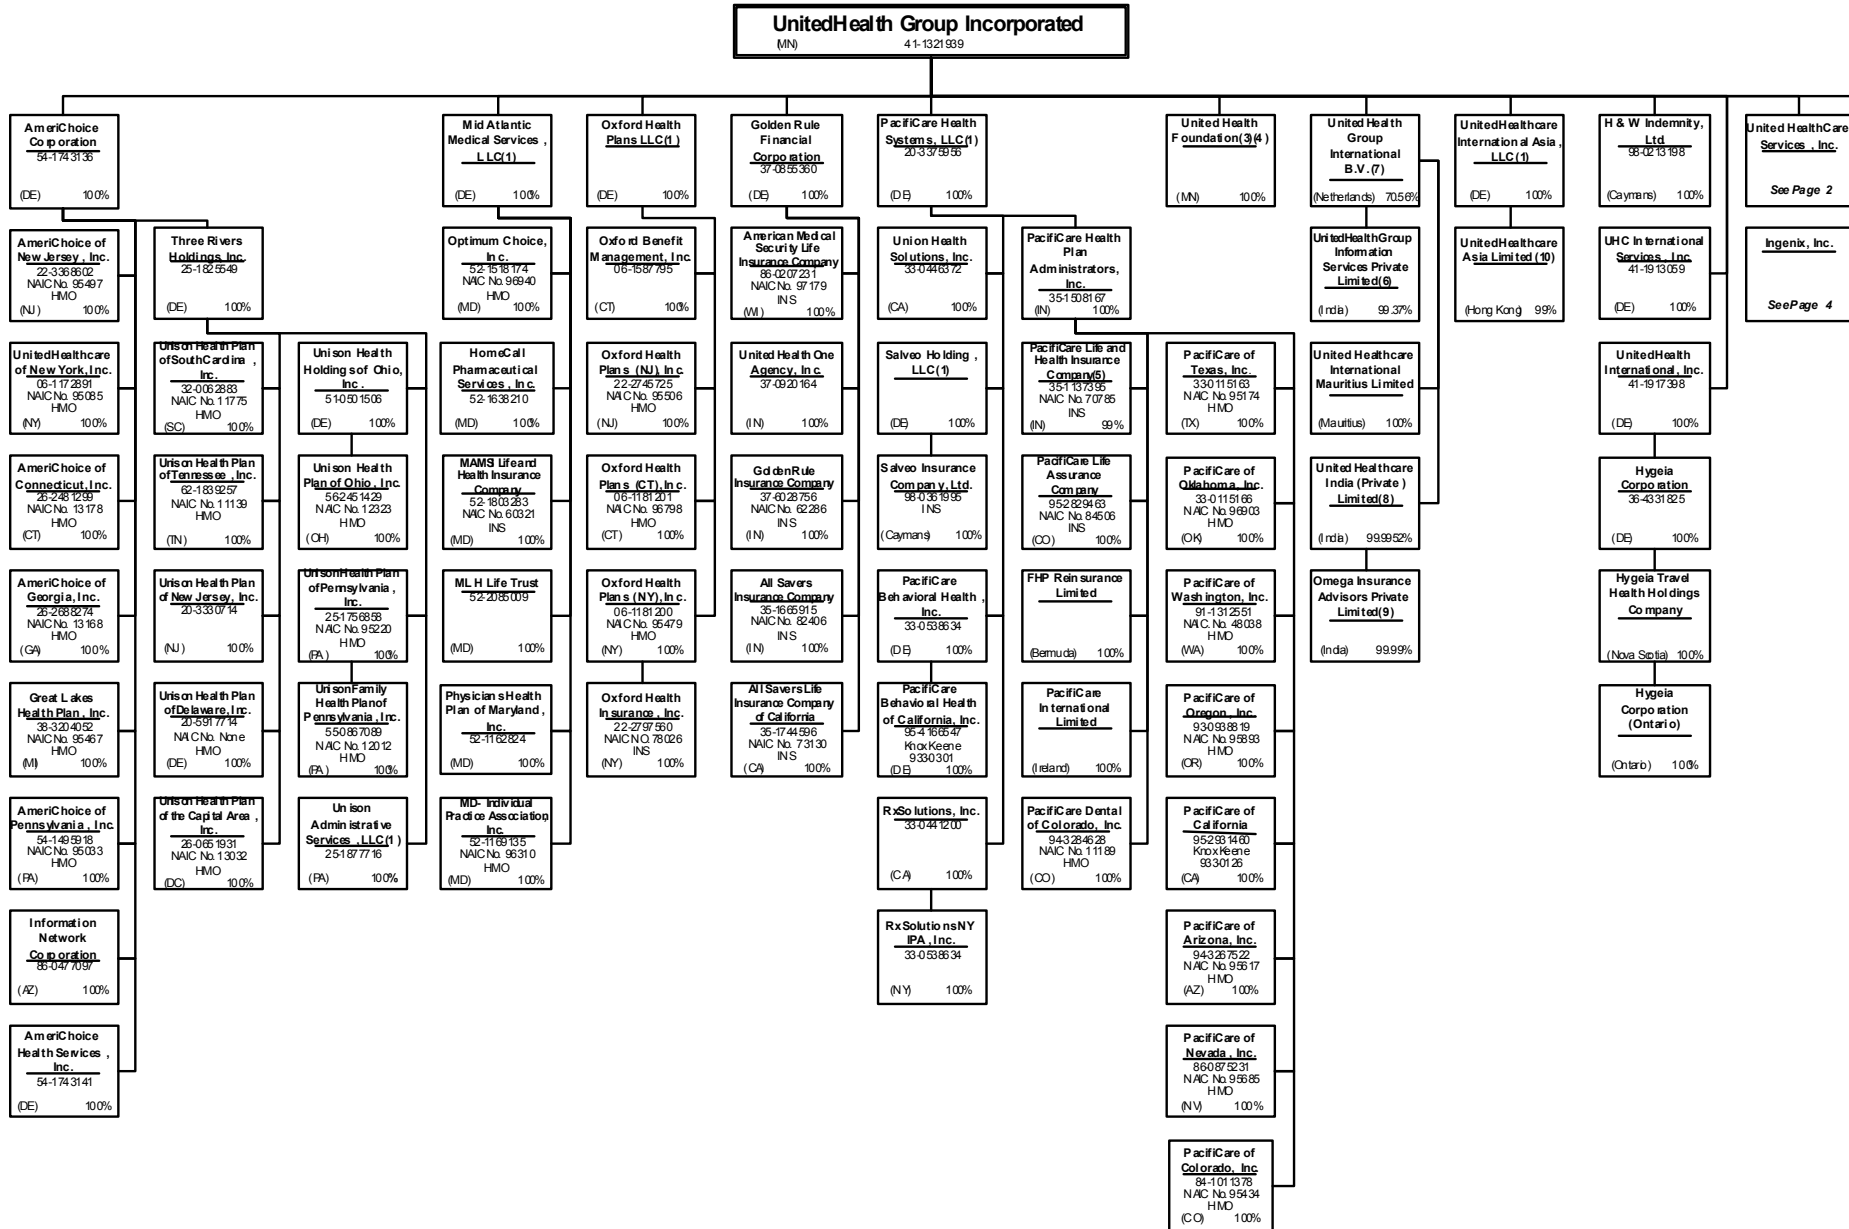 UnitedHealth Group Incorporated
(MN) 41-1321939
AmeriChoice
Corporation
54-1743136
(DE) 100%
Mid Atlantic
Medical Services,
LLC(1)
(DE) 100%
Oxford Health
Plans LLC(1)
(DE) 100%
Golden Rule
Financial
Corporation
37-0855360
(DE) 100%
PacifiCare Health
Systems, LLC(1)
20-3375956
(DE) 100%
United Health
Foundation(3)(4)
(MN) 100%
United Health
Group
International
B.V.(7)
(Netherlands) 70.56%
UnitedHealthcare
International Asia,
LLC(1)
(DE) 100%
H & W Indemnity,
Ltd.
98-0213198
(Caymans) 100%
United HealthCare
Services, Inc.
See Page 2
AmeriChoice of
New Jersey, Inc.
22-3368602
NAIC No. 95497
HMO
(NJ) 100%
Three Rivers
Holdings, Inc.
25-1825549
(DE) 100%
Optimum Choice,
Inc.
52-1518174
NAIC No. 96940
HMO
(MD) 100%
Oxford Benefit
Management, Inc.
06-1587795
(CT) 100%
American Medical
Security Life
Insurance Company
86-0207231
NAIC No. 97179
INS
(WI) 100%
Union Health
Solutions, Inc.
33-0446372
(CA) 100%
PacifiCare Health
Plan
Administrators,
Inc.
35-1508167
(IN) 100%
UnitedHealth Group
Information
Services Private
Limited(6)
(India) 99.37%
UnitedHealthcare
Asia Limited (10)
(Hong Kong) 99%
UHC International
Services, Inc.
41-1913059
(DE) 100%
Ingenix, Inc.
See Page 4
UnitedHealthcare
of New York, Inc.
06-1172891
NAIC No. 95085
HMO
(NY) 100%
Unison Health Plan
of South Carolina,
Inc.
32-0062883
NAIC No. 11775
HMO
(SC) 100%
Unison Health
Holdings of Ohio,
Inc.
51-0501506
(DE) 100%
HomeCall
Pharmaceutical
Services, Inc.
52-1638210
(MD) 100%
Oxford Health
Plans (NJ), Inc.
22-2745725
NAIC No. 95506
HMO
(NJ) 100%
United Health One
Agency, Inc.
37-0920164
(IN) 100%
Salveo Holding,
LLC(1)
(DE) 100%
PacifiCare Life and
Health Insurance
Company(5)
35-1137395
NAIC No. 70785
INS
(IN) 99%
PacifiCare of
Texas, Inc.
33-0115163
NAIC No. 95174
HMO
(TX) 100%
United Healthcare
International
Mauritius Limited
(Mauritius) 100%
UnitedHealth
International, Inc.
41-1917398
(DE) 100%
AmeriChoice of
Connecticut, Inc.
26-2481299
NAIC No. 13178
HMO
(CT) 100%
Unison Health Plan
of Tennessee, Inc.
62-1839257
NAIC No. 11139
HMO
(TN) 100%
Unison Health
Plan of Ohio, Inc.
56-2451429
NAIC No. 12323
HMO
(OH) 100%
MAMSI Life and
Health Insurance
Company
52-1803283
NAIC No. 60321
INS
(MD) 100%
Oxford Health
Plans (CT), Inc.
06-1181201
NAIC No. 96798
HMO
(CT) 100%
Golden Rule
Insurance Company
37-6028756
NAIC No. 62286
INS
(IN) 100%
Salveo Insurance
Company, Ltd.
98-0361995
INS
(Caymans) 100%
PacifiCare Life
Assurance
Company
95-2829463
NAIC No. 84506
INS
(CO) 100%
PacifiCare of
Oklahoma, Inc.
33-0115166
NAIC No. 96903
HMO
(OK) 100%
United Healthcare
India (Private)
Limited(8)
(India) 99.9952%
Hygeia
Corporation
36-4331825
(DE) 100%
AmeriChoice of
Georgia, Inc.
26-2688274
NAIC No. 13168
HMO
(GA) 100%
Unison Health Plan
of New Jersey, Inc.
20-3330714
(NJ) 100%
Unison Health Plan
of Pennsylvania,
Inc.
25-1756858
NAIC No. 95220
HMO
(PA) 100%
MLH Life Trust
52-2085009
(MD) 100%
Oxford Health
Plans (NY), Inc.
06-1181200
NAIC No. 95479
HMO
(NY) 100%
All Savers
Insurance Company
35-1665915
NAIC No. 82406
INS
(IN) 100%
PacifiCare
Behavioral Health,
Inc.
33-0538634
(DE) 100%
FHP Reinsurance
Limited
(Bermuda) 100%
PacifiCare of
Washington, Inc.
91-1312551
NAIC. No. 48038
HMO
(WA) 100%
Omega Insurance
Advisors Private
Limited(9)
(India) 99.99%
Hygeia Travel
Health Holdings
Company
(Nova Scotia) 100%
Great Lakes
Health Plan, Inc.
38-3204052
NAIC No. 95467
HMO
(MI) 100%
Unison Health Plan
of Delaware, Inc.
20-5917714
NAIC No. None
HMO
(DE) 100%
Unison Family
Health Plan of
Pennsylvania, Inc.
55-0867089
NAIC No. 12012
HMO
(PA) 100%
Physicians Health
Plan of Maryland,
Inc.
52-1162824
(MD) 100%
Oxford Health
Insurance, Inc.
22-2797560
NAIC NO. 78026
INS
(NY) 100%
All Savers Life
Insurance Company
of California
35-1744596
NAIC No. 73130
INS
(CA) 100%
PacifiCare
Behavioral Health
of California, Inc.
95-4166547
Knox Keene
933-0301
(DE) 100%
PacifiCare
International
Limited
(Ireland) 100%
PacifiCare of
Oregon, Inc.
93-0938819
NAIC No. 95893
HMO
(OR) 100%
Hygeia
Corporation
(Ontario)
(Ontario) 100%
AmeriChoice of
Pennsylvania, Inc.
54-1495918
NAIC No. 95033
HMO
(PA) 100%
Unison Health Plan
of the Capital Area,
Inc.
26-0651931
NAIC No. 13032
HMO
(DC) 100%
Unison
Administrative
Services, LLC(1)
25-1877716
(PA) 100%
MD-Individual
Practice Association,
Inc.
52-1169135
NAIC No. 96310
HMO
(MD) 100%
RxSolutions, Inc.
33-0441200
(CA) 100%
PacifiCare Dental
of Colorado, Inc.
94-3284628
NAIC No. 11189
HMO
(CO) 100%
PacifiCare of
California
95-2931460
Knox Keene
933-0126
(CA) 100%
Information
Network
Corporation
86-0477097
(AZ) 100%
RxSolutions NY
IPA, Inc.
33-0538634
(NY) 100%
PacifiCare of
Arizona, Inc.
94-3267522
NAIC No. 95617
HMO
(AZ) 100%
AmeriChoice
Health Services,
Inc.
54-1743141
(DE) 100%
PacifiCare of
Nevada, Inc.
86-0875231
NAIC No. 95685
HMO
(NV) 100%
PacifiCare of
Colorado, Inc.
84-1011378
NAIC No. 95434
HMO
(CO) 100%